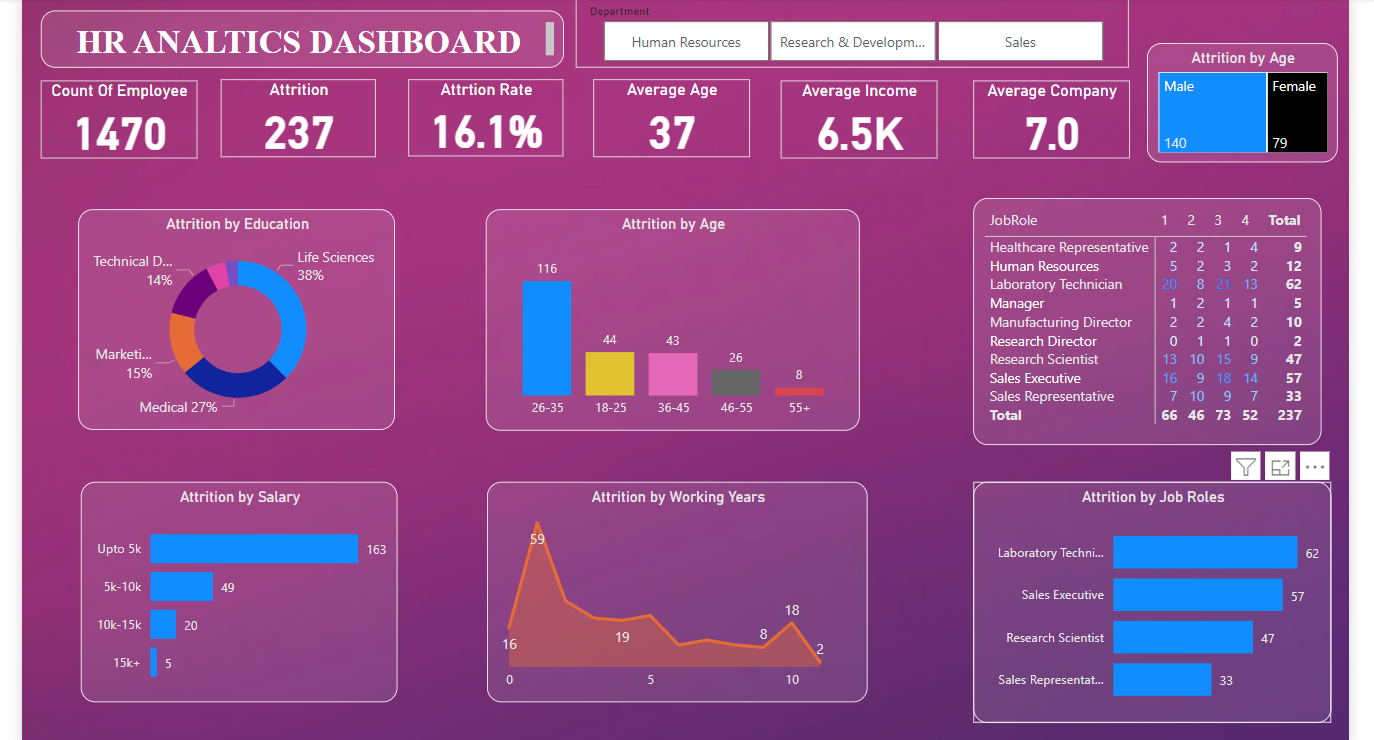 Department
HR ANALTICS DASHBOARD
Human Resources
Research & Developm...
Sales
Count Of Employee
1470
Attrition
237
Attrtion Rate
16.1%
Average Age
37
Average Income
6.5K
Average Company
7.0
Attrition by Age
Male
Female
140
79
Attrition by Education
Life Sciences
38%
Technical D...
14%
Marketi...
15%
Medical 27%
Attrition by Age
116
44
43
26
8
26-35 18-25 36-45 46-55 55+
JobRole 1 2 3 4 Total
Healthcare Representative 2 2 1 4 9
Human Resources 5 2 3 2 12
Laboratory Technician 20 8 21 13 62
Manager 1 2 1 1 5
Manufacturing Director 2 2 4 2 10
Research Director 0 1 1 0 2
Research Scientist 13 10 15 9 47
Sales Executive 16 9 18 14 57
Sales Representative 7 10 9 7 33
Total 66 46 73 52 237
Attrition by Salary
Upto 5k 163
5k-10k 49
10k-15k 20
15k+ 5
Attrition by Working Years
59
16
19
8
18
2
0 5 10
Attrition by Job Roles
Laboratory Techni... 62
Sales Executive 57
Research Scientist 47
Sales Representat... 33